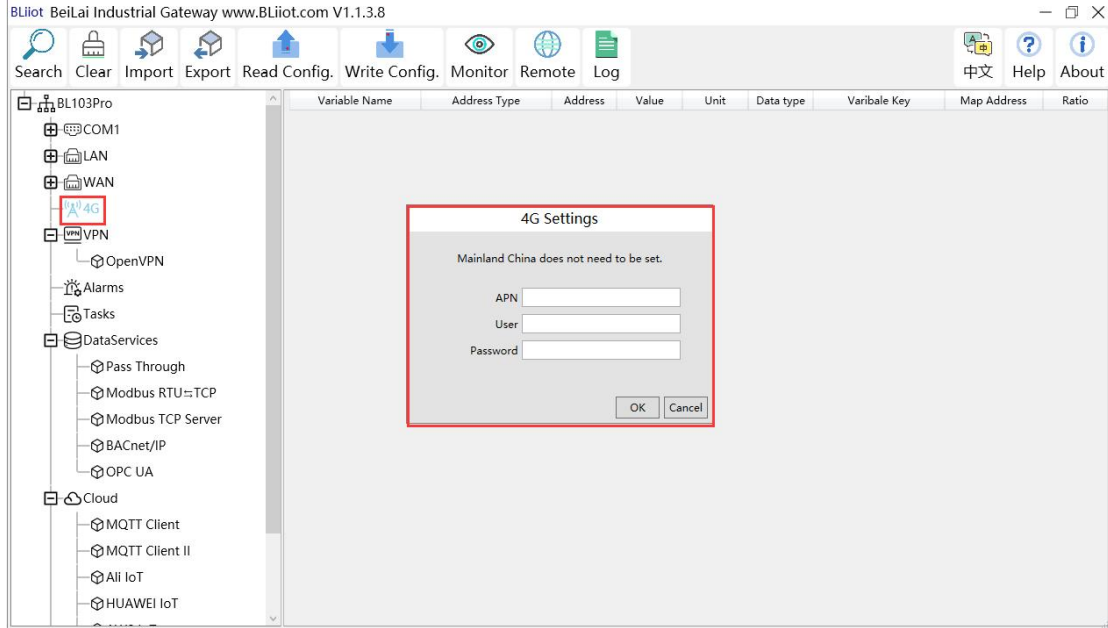 BLiiot BeiLai Industrial Gateway www.BLiiot.com V1.1.3.8
Search Clear Import Export Read Config. Write Config. Monitor Remote Log 中文 Help About
Variable Name Address Type Address Value Unit Data type Varibale Key Map Address Ratio
BL103Pro
COM1
LAN
WAN
4G
VPN
VPN
OpenVPN
Alarms
Tasks
DataServices
Pass Through
Modbus RTU⇆TCP
Modbus TCP Server
BACnet/IP
OPC UA
Cloud
MQTT Client
MQTT Client II
Ali IoT
HUAWEI IoT
4G Settings
Mainland China does not need to be set.
APN
User
Password
OK Cancel